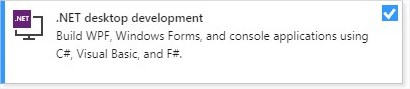 .NET
.NET desktop development
Build WPF, Windows Forms, and console applications using
C#, Visual Basic, and F#.